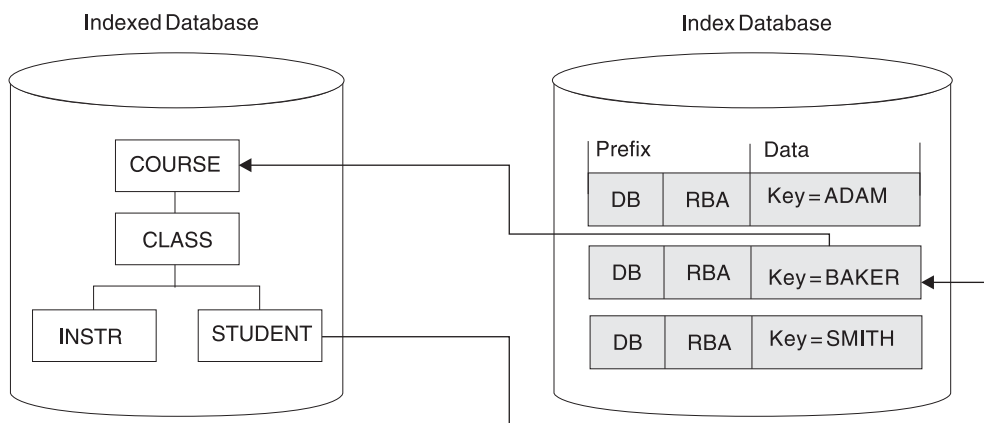 Indexed Database
Index Database
COURSE
CLASS
INSTR
STUDENT
Prefix
Data
DB
RBA
Key=ADAM
DB
RBA
Key=BAKER
DB
RBA
Key=SMITH